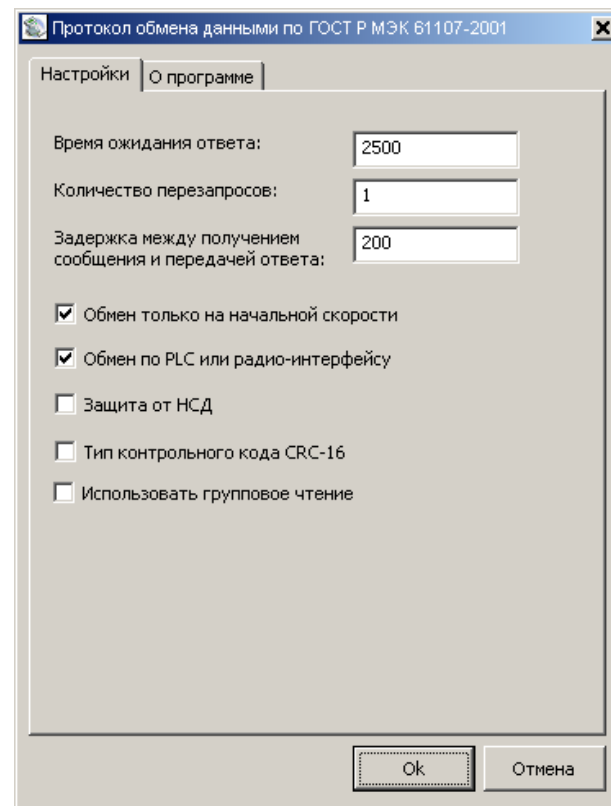 Протокол обмена данными по ГОСТ Р МЭК 61107-2001
Настройки
О программе
Время ожидания ответа:
2500
Количество перезапросов:
1
Задержка между получением
сообщения и передачей ответа:
200
Обмен только на начальной скорости
Обмен по PLC или радио-интерфейсу
Защита от НСД
Тип контрольного кода CRC-16
Использовать групповое чтение
Ok
Отмена